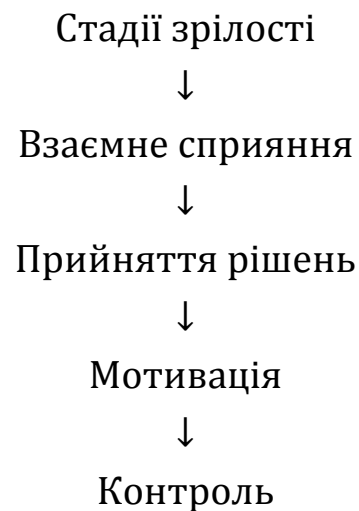 Стадії зрілості
↓
Взаємне сприяння
↓
Прийняття рішень
↓
Мотивація
↓
Контроль